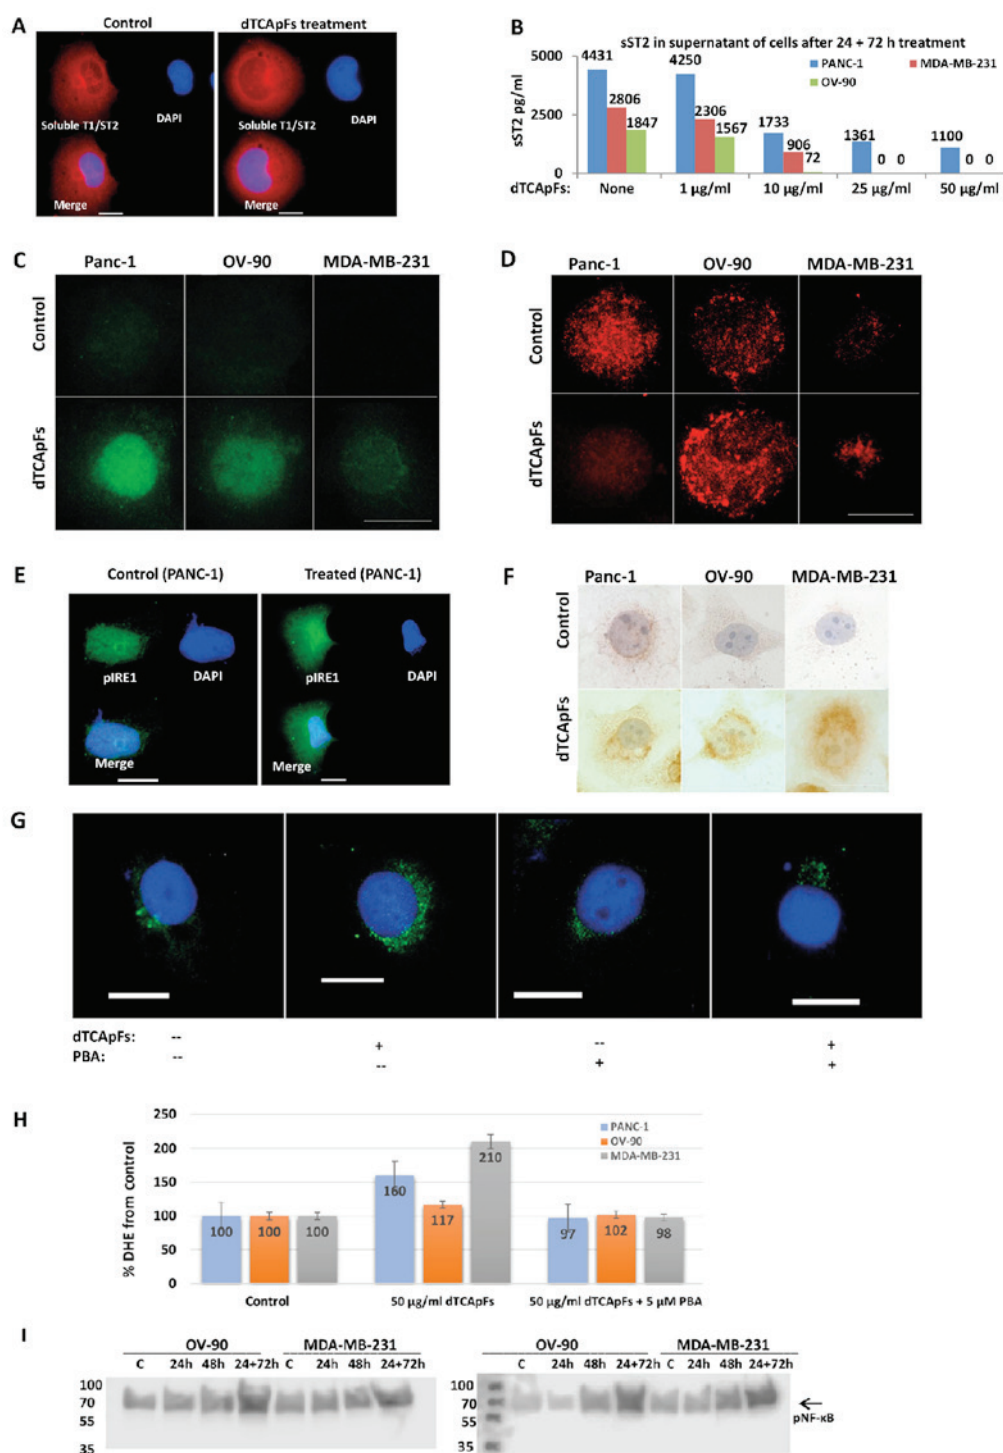 A
Control
dTCApFs treatment
Soluble T1/ST2
DAPI
Merge
Soluble T1/ST2
DAPI
Merge
B
sST2 in supernatant of cells after 24 + 72 h treatment
PANC-1
MDA-MB-231
OV-90
sST2 pg/ml
5000
2500
0
4431
2806
1847
4250
2306
1567
1733
906
72
1361
0 0
1100
0 0
dTCApFs: None 1 µg/ml 10 µg/ml 25 µg/ml 50 µg/ml
C
Panc-1 OV-90 MDA-MB-231
Control
dTCApFs
D
Panc-1 OV-90 MDA-MB-231
Control
dTCApFs
E
Control (PANC-1)
Treated (PANC-1)
pIRE1
DAPI
Merge
pIRE1
DAPI
Merge
F
Panc-1 OV-90 MDA-MB-231
Control
dTCApFs
G
dTCApFs: -- + -- +
PBA: -- -- + +
H
% DHE from control
250
200
150
100
50
0
PANC-1
OV-90
MDA-MB-231
100 100 100
160 117 210
97 102 98
Control 50 µg/ml dTCApFs 50 µg/ml dTCApFs + 5 µM PBA
I
OV-90 MDA-MB-231
C 24h 48h 24+72h C 24h 48h 24+72h
100
70
55
35
OV-90 MDA-MB-231
C 24h 48h 24+72h C 24h 48h 24+72h
100
70
55
35
pNF-κB